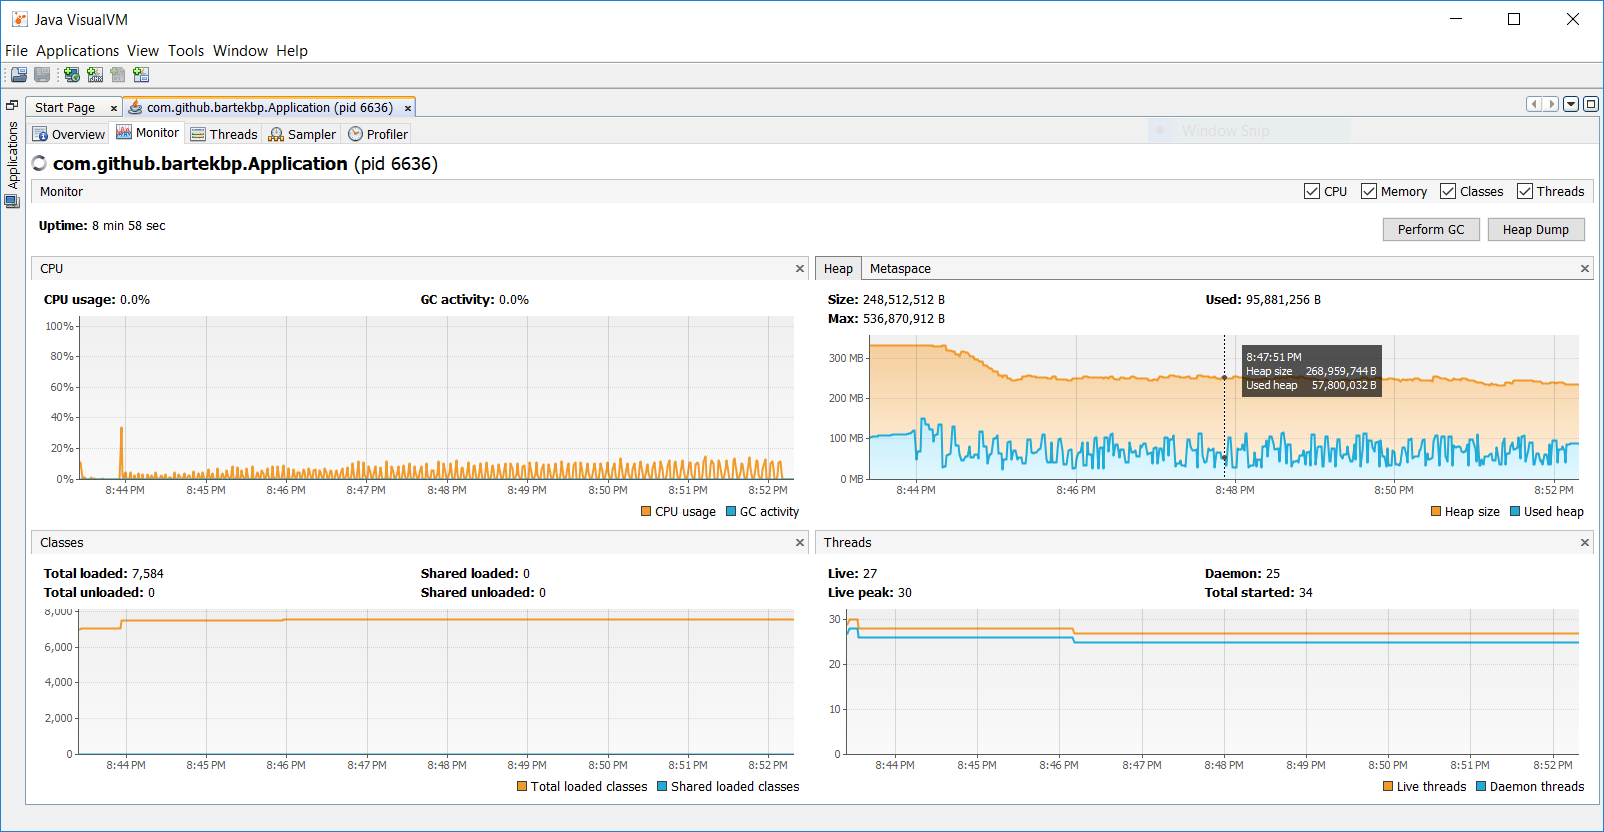 Java VisualVM
File Applications View Tools Window Help
Start Page com.github.bartekbp.Application (pid 6636)
Applications
Overview Monitor Threads Sampler Profiler
Window Snip
com.github.bartekbp.Application (pid 6636)
Monitor CPU Memory Classes Threads
Uptime: 8 min 58 sec
Perform GC Heap Dump
CPU
CPU usage: 0.0% GC activity: 0.0%
100%
80%
60%
40%
20%
0%
8:44 PM 8:45 PM 8:46 PM 8:47 PM 8:48 PM 8:49 PM 8:50 PM 8:51 PM 8:52 PM
CPU usage GC activity
Heap Metaspace
Size: 248,512,512 B Used: 95,881,256 B
Max: 536,870,912 B
300 MB
200 MB
100 MB
0 MB
8:47:51 PM
Heap size 268,959,744 B
Used heap 57,800,032 B
8:44 PM 8:46 PM 8:48 PM 8:50 PM 8:52 PM
Heap size Used heap
Classes
Total loaded: 7,584 Shared loaded: 0
Total unloaded: 0 Shared unloaded: 0
8,000
6,000
4,000
2,000
0
8:44 PM 8:45 PM 8:46 PM 8:47 PM 8:48 PM 8:49 PM 8:50 PM 8:51 PM 8:52 PM
Total loaded classes Shared loaded classes
Threads
Live: 27 Daemon: 25
Live peak: 30 Total started: 34
30
20
10
0
8:44 PM 8:45 PM 8:46 PM 8:47 PM 8:48 PM 8:49 PM 8:50 PM 8:51 PM 8:52 PM
Live threads Daemon threads